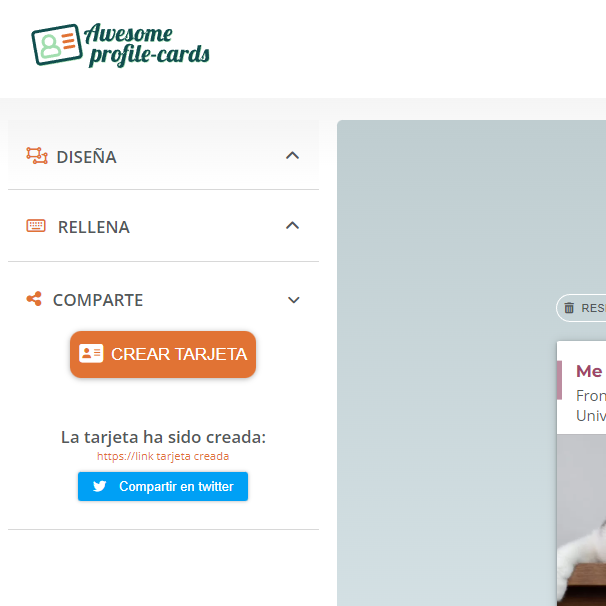 Awesome
profile-cards
DISEÑA
RELLENA
COMPARTE
CREAR TARJETA
La tarjeta ha sido creada:
https://link tarjeta creada
Compartir en twitter
RES
Me
Fron
Univ